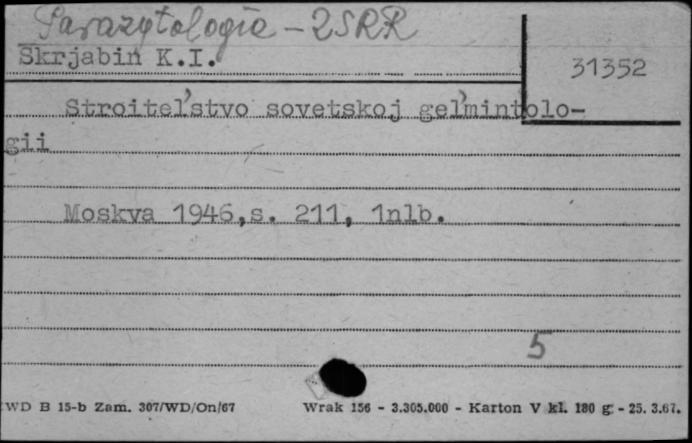 Parazytologia - ZSRR
Skrjabin K.I.
31352
Stroitel'stvo sovetskoj gel'mintolo-
gii
Moskva 1946, s. 211, 1nlb.
5
WD B 15-b Zam. 307/WD/On/67 Wrak 156 - 3.305.000 - Karton V kl. 180 g. - 25. 3.67.